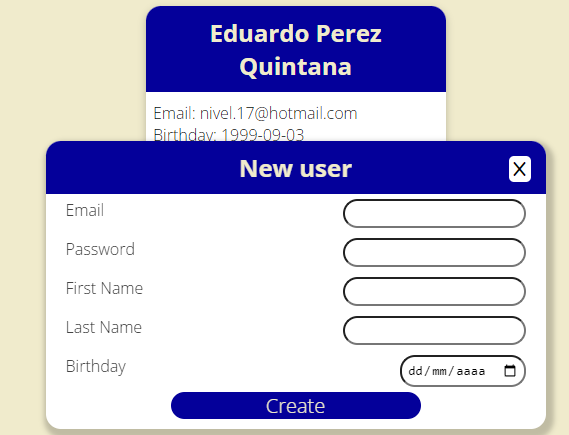 Eduardo Perez
Quintana
Email: nivel.17@hotmail.com
Birthday: 1999-09-03
New user
X
Email
Password
First Name
Last Name
Birthday
dd/mm/aaaa
Create